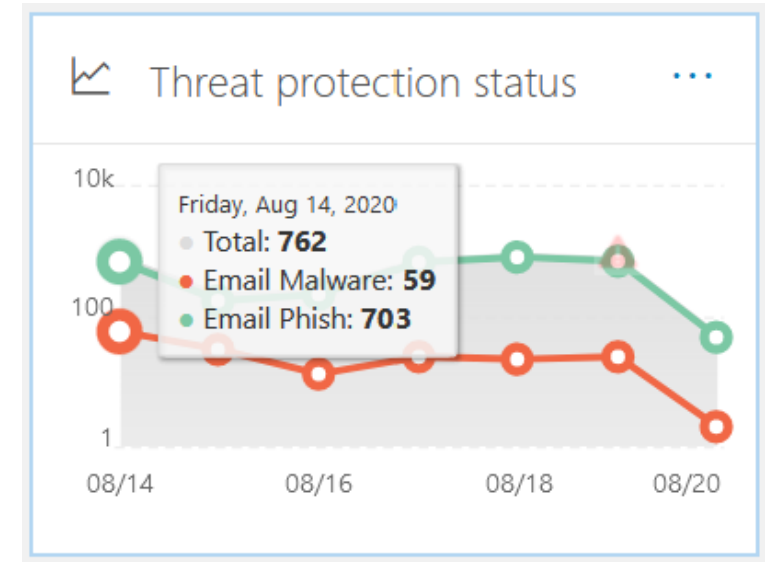 Threat protection status
...
10k
Friday, Aug 14, 2020
Total: 762
Email Malware: 59
Email Phish: 703
100
1
08/14 08/16 08/18 08/20